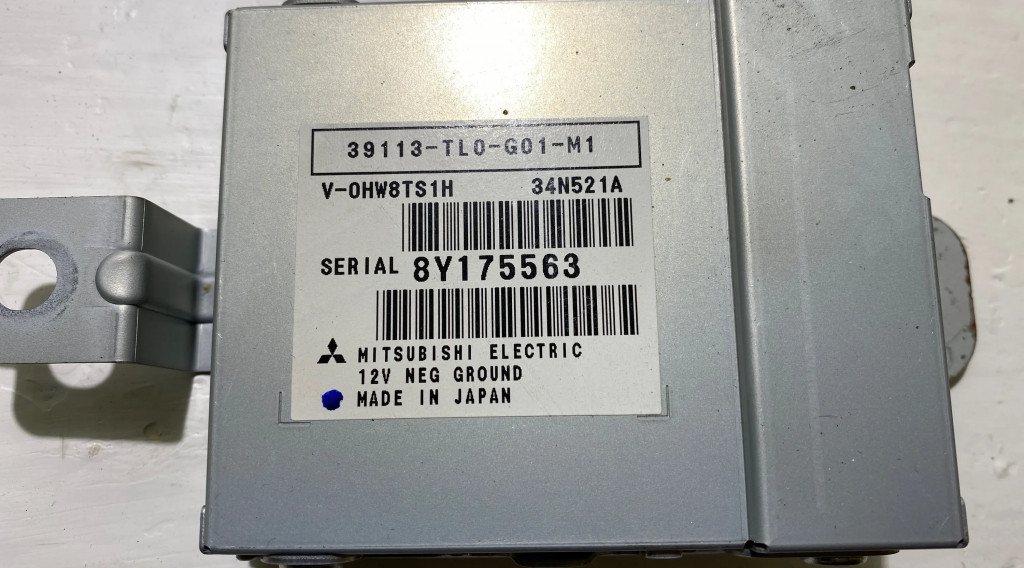 39113-TL0-G01-M1
V-0HW8TS1H 34N521A
SERIAL 8Y175563
MITSUBISHI ELECTRIC
12V NEG GROUND
MADE IN JAPAN